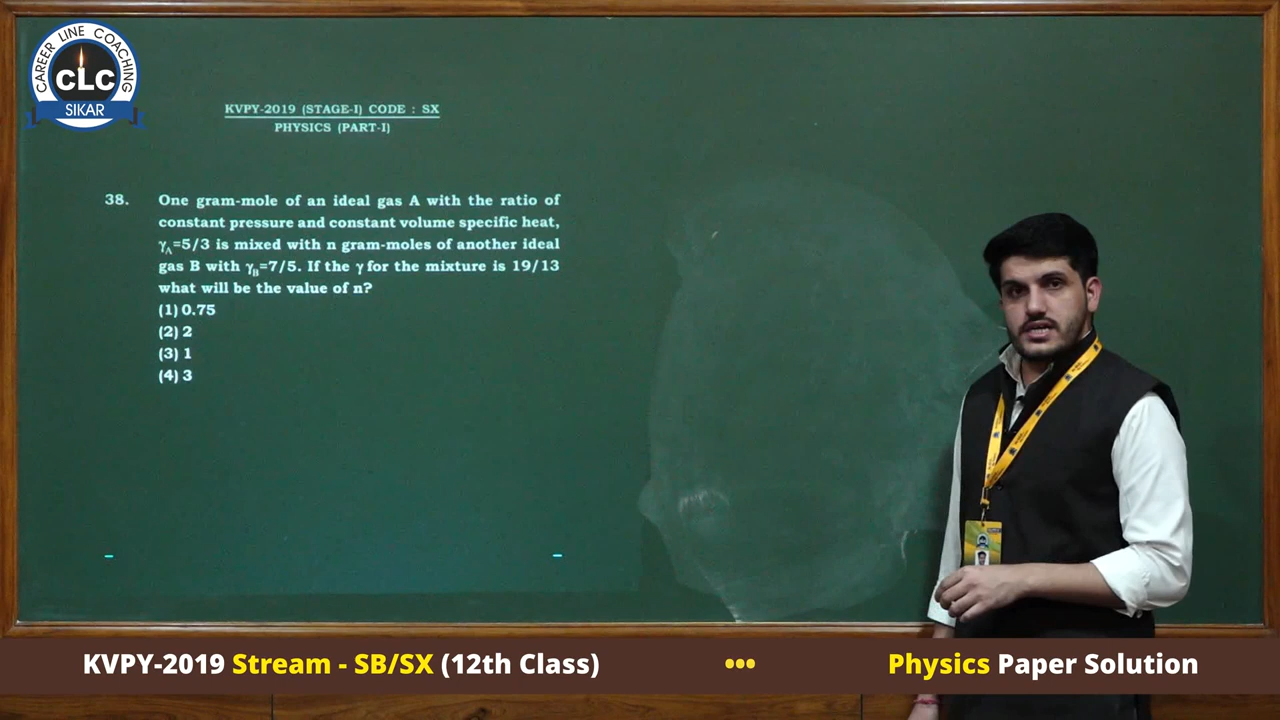 CAREER LINE COACHING
CLC
SIKAR
KVPY-2019 (STAGE-I) CODE : SX
PHYSICS (PART-I)
38. One gram-mole of an ideal gas A with the ratio of
constant pressure and constant volume specific heat,
γA=5/3 is mixed with n gram-moles of another ideal
gas B with γB=7/5. If the γ for the mixture is 19/13
what will be the value of n?
(1) 0.75
(2) 2
(3) 1
(4) 3
KVPY-2019 Stream - SB/SX (12th Class) ••• Physics Paper Solution